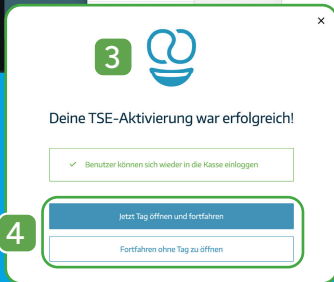 ×
3
Deine TSE-Aktivierung war erfolgreich!
✓ Benutzer können sich wieder in die Kasse einloggen
4
Jetzt Tag öffnen und fortfahren
Fortfahren ohne Tag zu öffnen